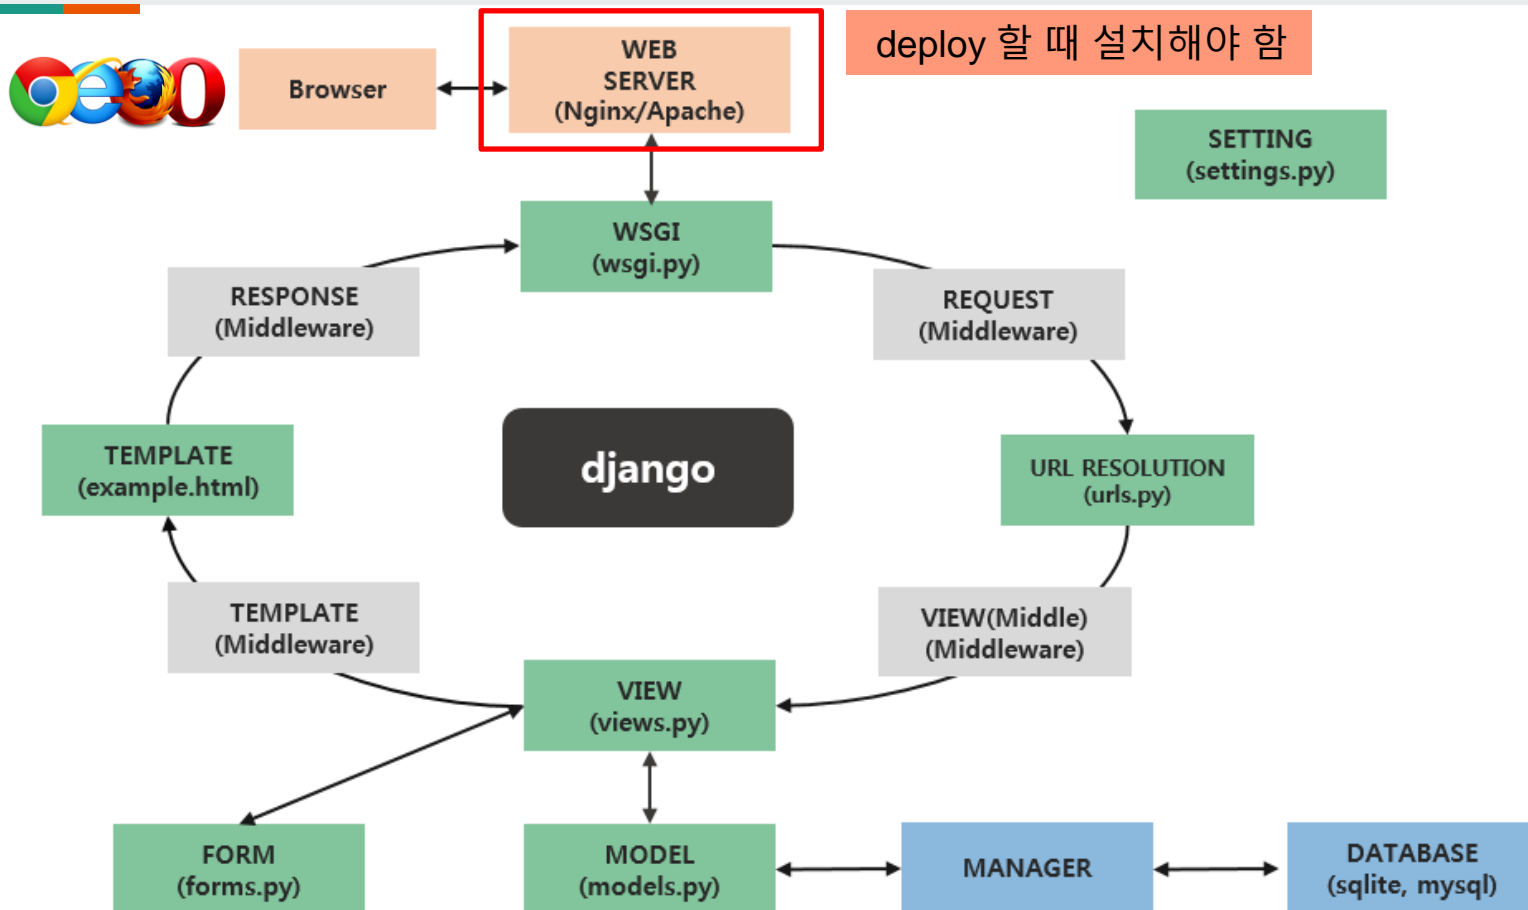 deploy 할 때 설치해야 함
Browser
WEB
SERVER
(Nginx/Apache)
SETTING
(settings.py)
WSGI
(wsgi.py)
RESPONSE
(Middleware)
REQUEST
(Middleware)
TEMPLATE
(example.html)
django
URL RESOLUTION
(urls.py)
TEMPLATE
(Middleware)
VIEW(Middle)
(Middleware)
VIEW
(views.py)
FORM
(forms.py)
MODEL
(models.py)
MANAGER
DATABASE
(sqlite, mysql)